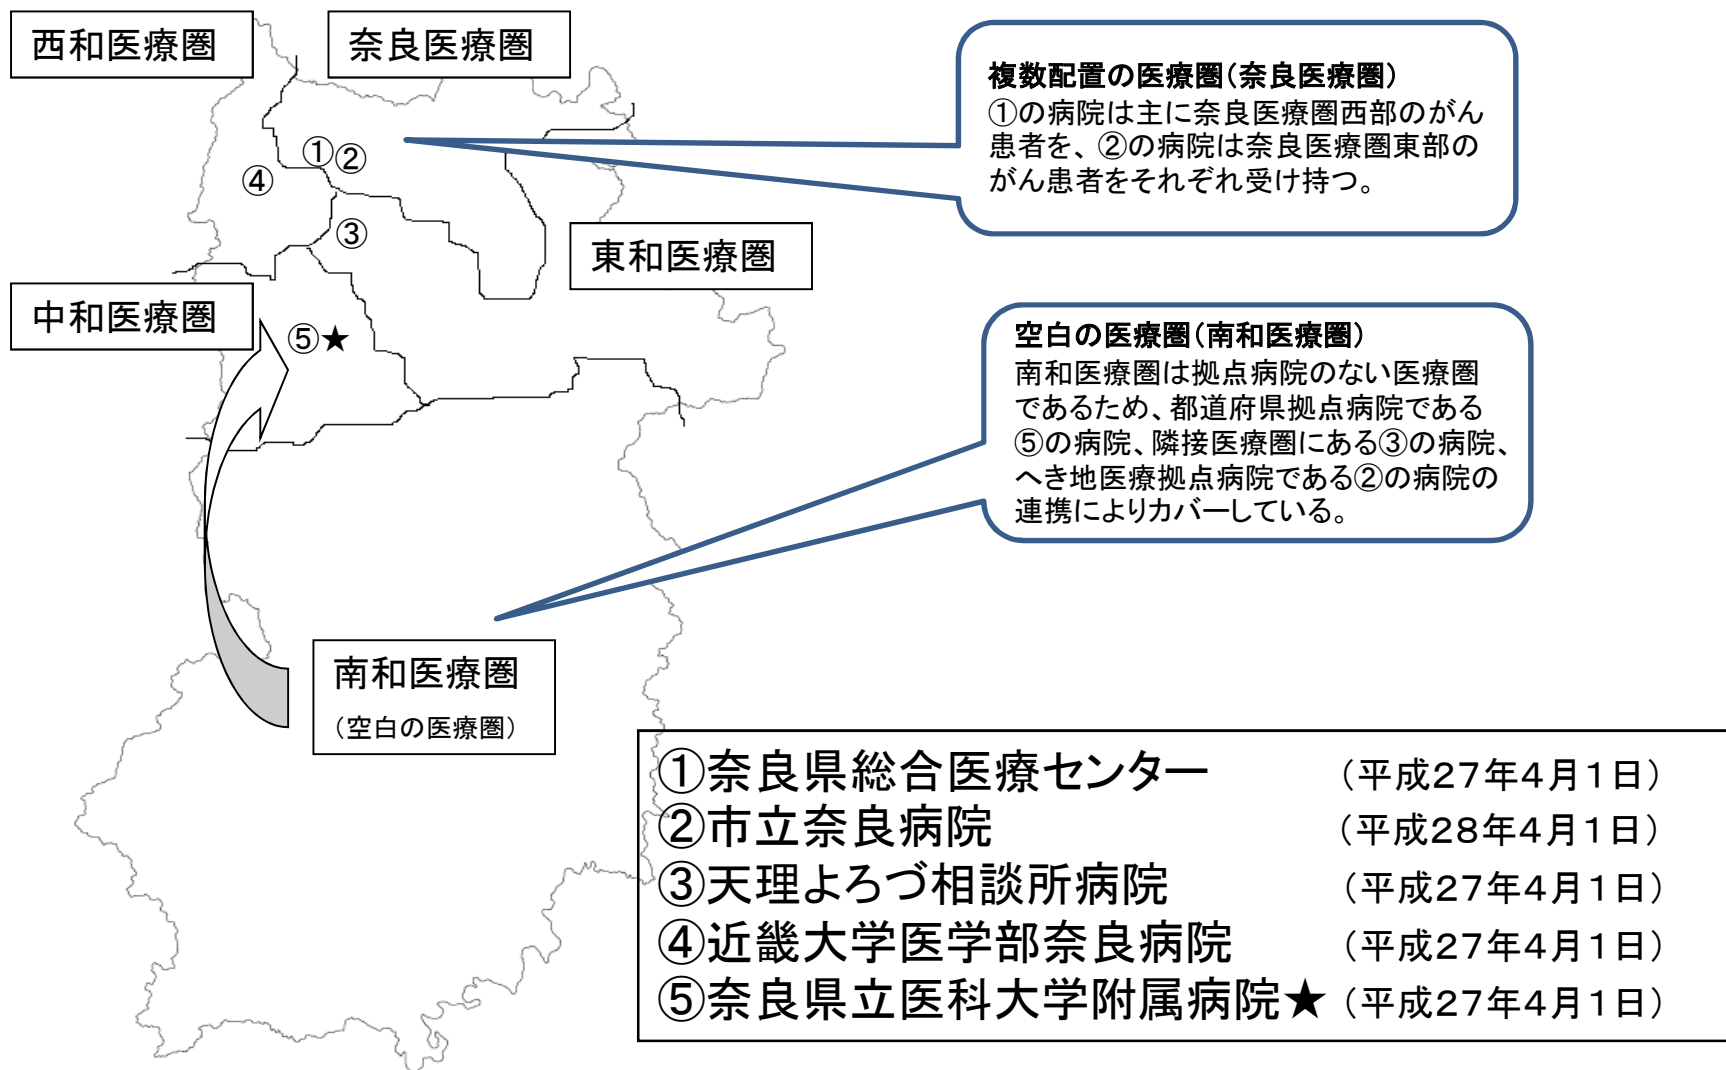 西和医療圏
奈良医療圏
複数配置の医療圏(奈良医療圏)
①の病院は主に奈良医療圏西部のがん
患者を、②の病院は奈良医療圏東部の
がん患者をそれぞれ受け持つ。
①②
④
③
東和医療圏
中和医療圏
⑤★
空白の医療圏(南和医療圏)
南和医療圏は拠点病院のない医療圏
であるため、都道府県拠点病院である
⑤の病院、隣接医療圏にある③の病院、
へき地医療拠点病院である②の病院の
連携によりカバーしている。
南和医療圏
(空白の医療圏)
①奈良県総合医療センター (平成27年4月1日)
②市立奈良病院 (平成28年4月1日)
③天理よろづ相談所病院 (平成27年4月1日)
④近畿大学医学部奈良病院 (平成27年4月1日)
⑤奈良県立医科大学附属病院★ (平成27年4月1日)